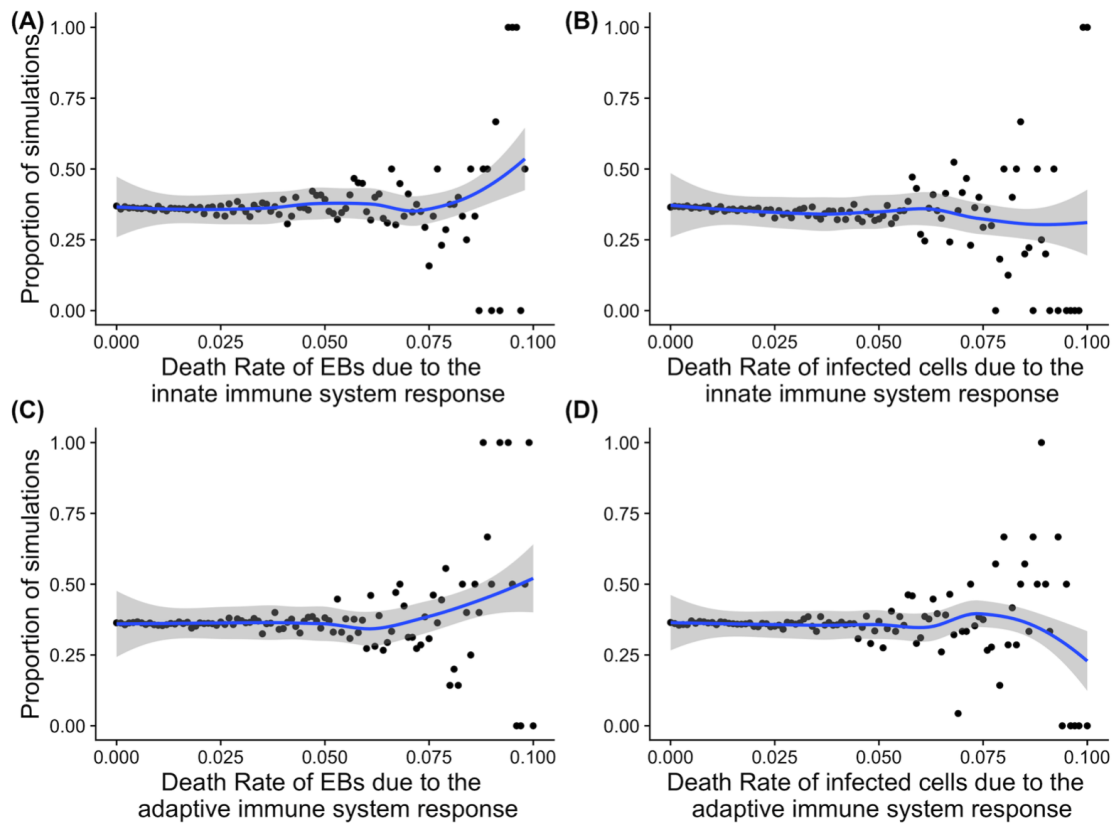 (A)
Proportion of simulations
1.00
0.75
0.50
0.25
0.00
0.000
0.025
0.050
0.075
0.100
Death Rate of EBs due to the
innate immune system response
(B)
1.00
0.75
0.50
0.25
0.00
0.000
0.025
0.050
0.075
0.100
Death Rate of infected cells due to the
innate immune system response
(C)
Proportion of simulations
1.00
0.75
0.50
0.25
0.00
0.000
0.025
0.050
0.075
0.100
Death Rate of EBs due to the
adaptive immune system response
(D)
1.00
0.75
0.50
0.25
0.00
0.000
0.025
0.050
0.075
0.100
Death Rate of infected cells due to the
adaptive immune system response